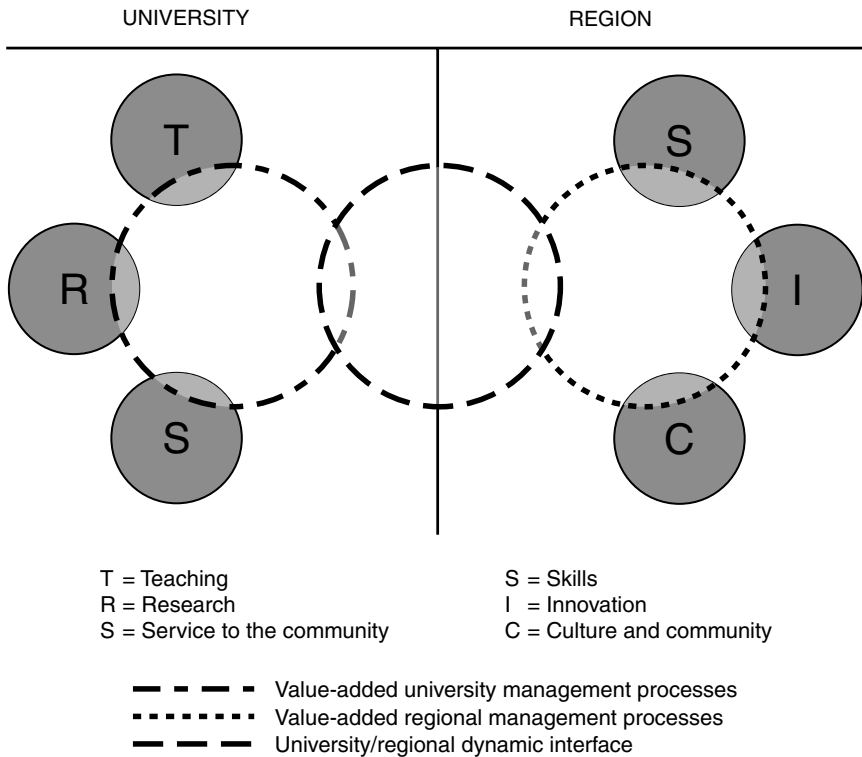 UNIVERSITY REGION
T S
R I
S C
T = Teaching
R = Research
S = Service to the community
S = Skills
I = Innovation
C = Culture and community
Value-added university management processes
Value-added regional management processes
University/regional dynamic interface